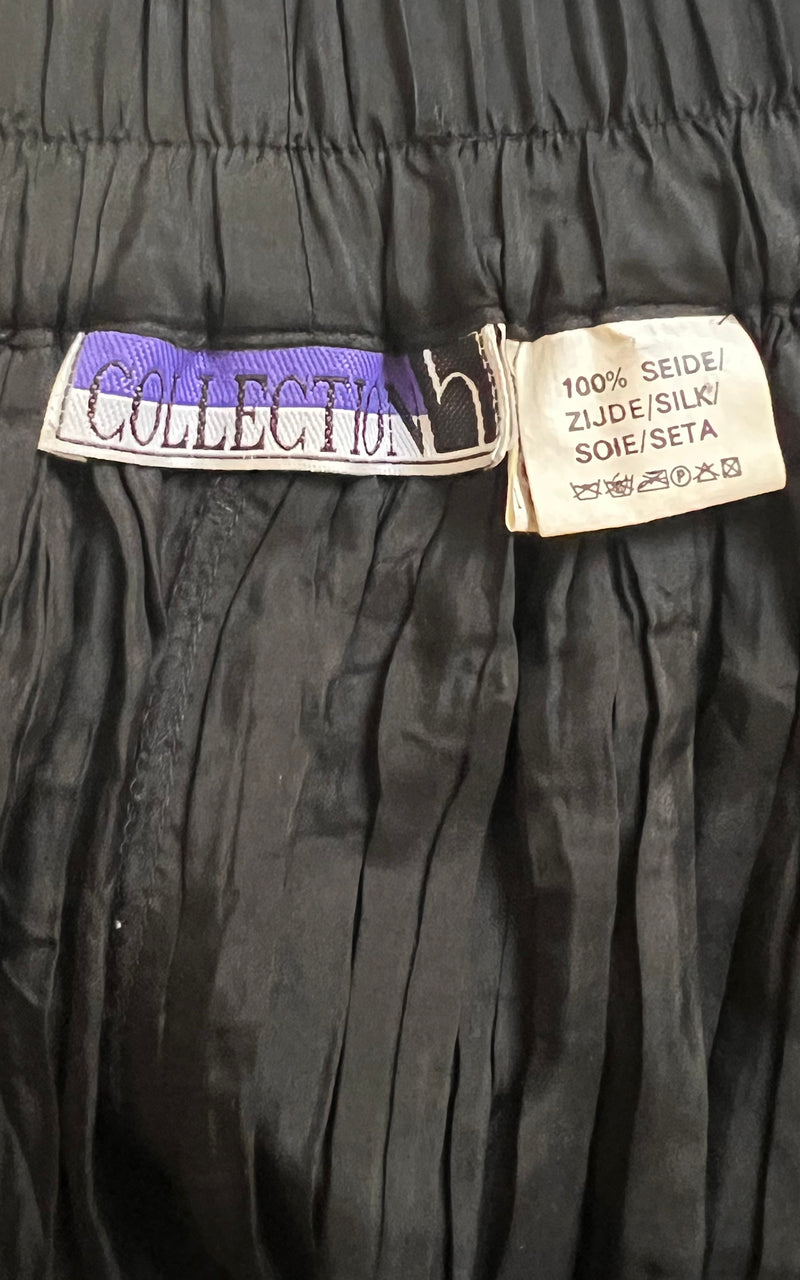 COLLECTION h
100% SEIDE/
ZIJDE/SILK/
SOIE/SETA
P